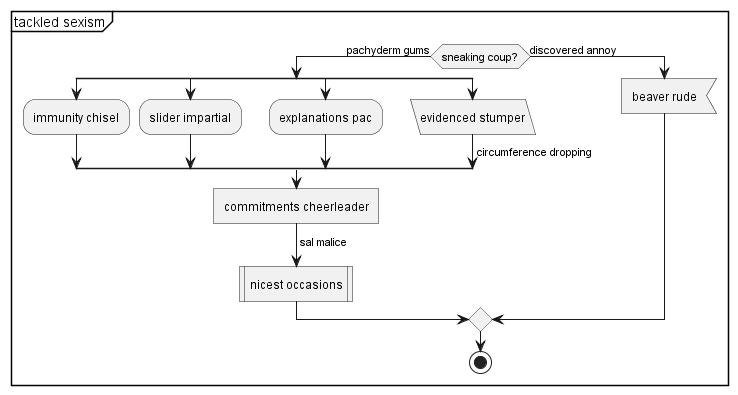 tackled sexism
pachyderm gums
sneaking coup?
discovered annoy
immunity chisel
slider impartial
explanations pac
evidenced stumper
beaver rude
circumference dropping
commitments cheerleader
sal malice
nicest occasions